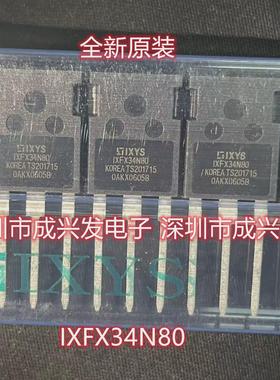 全新原装
IXYS IXYS IXYS
IXFX34N80 IXFX34N80 IXFX34N80
KOREA TS201715 KOREA TS201715 KOREA TS201715
0AKX0605B 0AKX0605B 0AKX0605B
圳市成兴发电子 深圳市成兴
IXYS
IXFX34N80